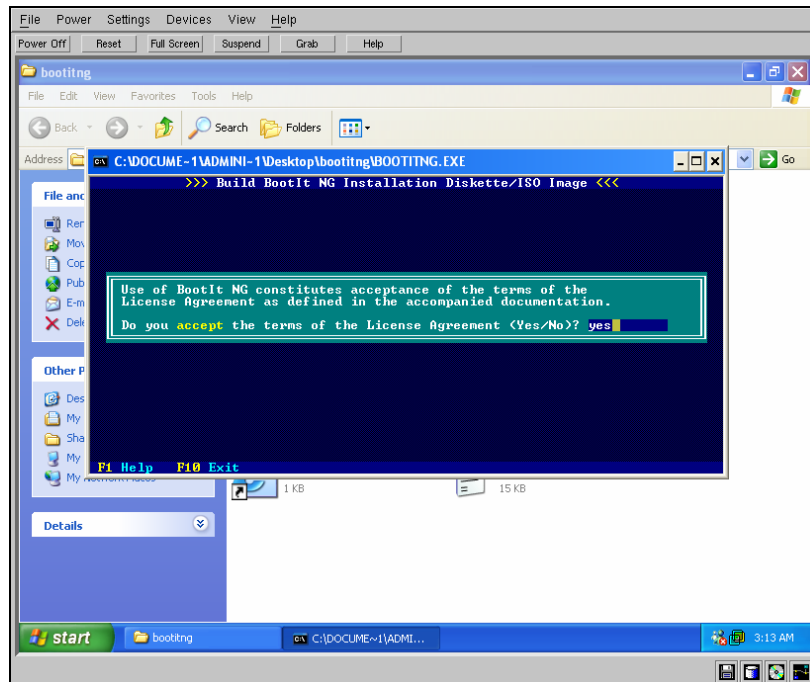 File Power Settings Devices View Help
Power Off Reset Full Screen Suspend Grab Help
bootitng
File Edit View Favorites Tools Help
Back Search Folders
Address Go
C:\DOCUME~1\ADMINI~1\Desktop\bootitng\BOOTITNG.EXE
>>> Build BootIt NG Installation Diskette/ISO Image <<<
File and
Ren
Mov
Cop
Pub
E-m
Dele
Use of BootIt NG constitutes acceptance of the terms of the
License Agreement as defined in the accompanied documentation.
Do you accept the terms of the License Agreement (Yes/No)? yes
Other P
Des
My
Sha
My
My
F1 Help F10 Exit
1 KB
15 KB
Details
start bootitng C:\DOCUME~1\ADMI... 3:13 AM